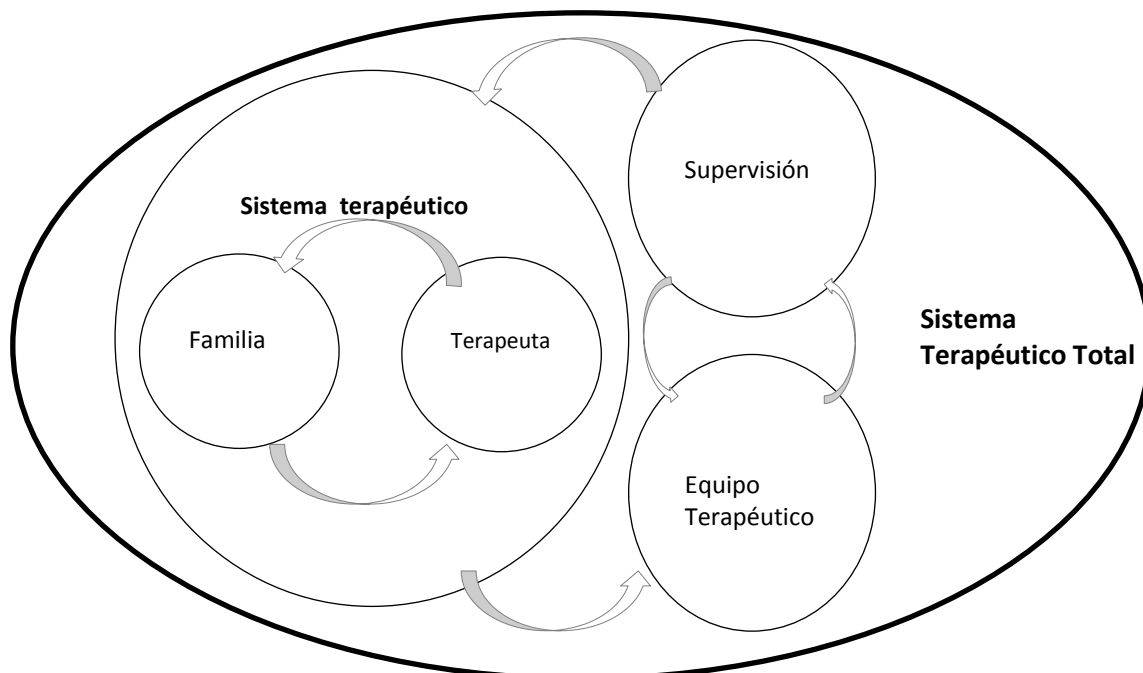 Supervisión
Sistema terapéutico
Familia
Terapeuta
Sistema
Terapéutico Total
Equipo
Terapéutico